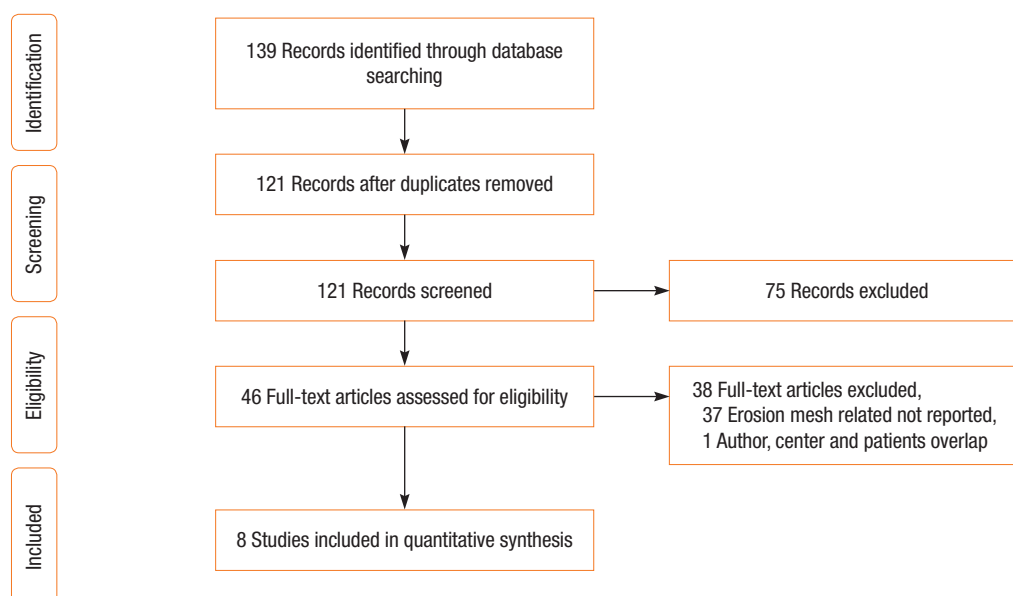 Identification
139 Records identified through database
searching
121 Records after duplicates removed
Screening
121 Records screened
75 Records excluded
Eligibility
46 Full-text articles assessed for eligibility
38 Full-text articles excluded,
37 Erosion mesh related not reported,
1 Author, center and patients overlap
Included
8 Studies included in quantitative synthesis